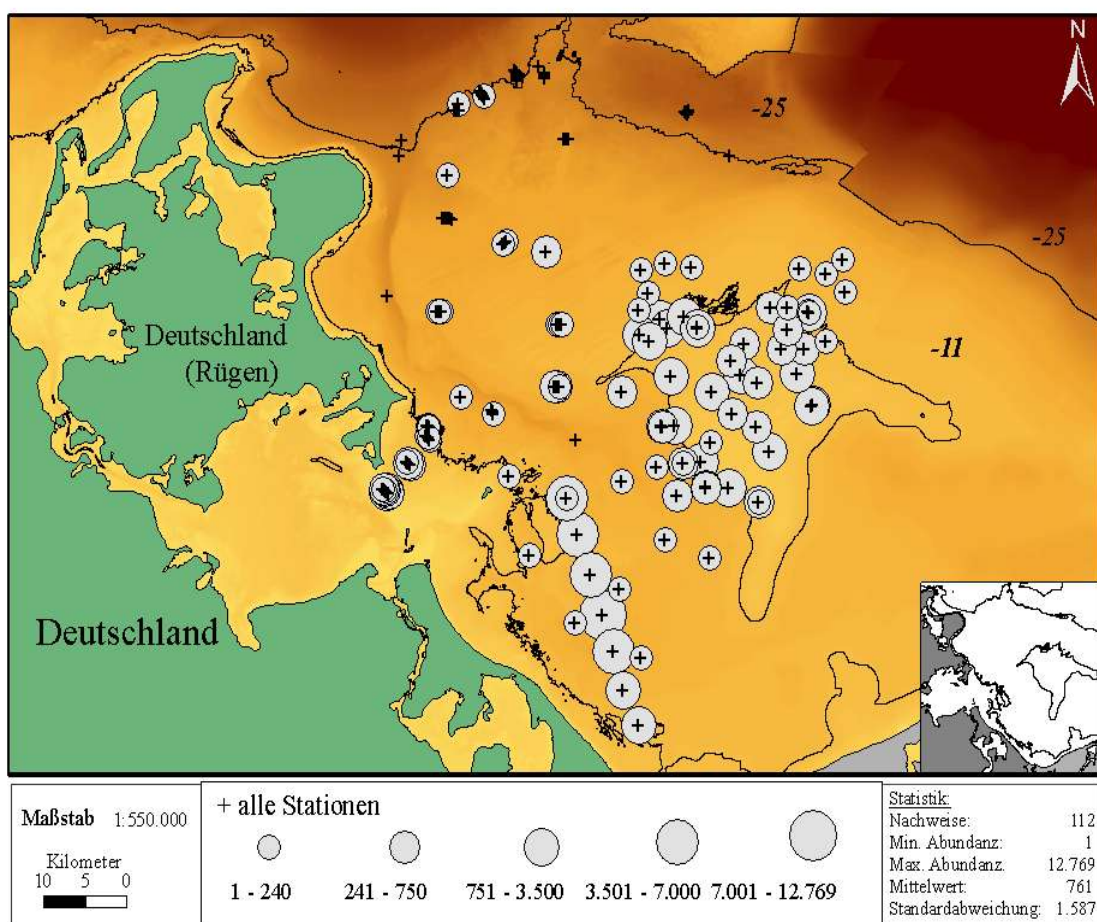 N
-25
-25
Deutschland
(Rügen)
-11
Deutschland
Maßstab 1:550.000
Kilometer
10 5 0
+ alle Stationen
1 - 240
241 - 750
751 - 3.500
3.501 - 7.000
7.001 - 12.769
Statistik:
Nachweise: 112
Min. Abundanz: 1
Max. Abundanz. 12.769
Mittelwert: 761
Standardabweichung: 1.587